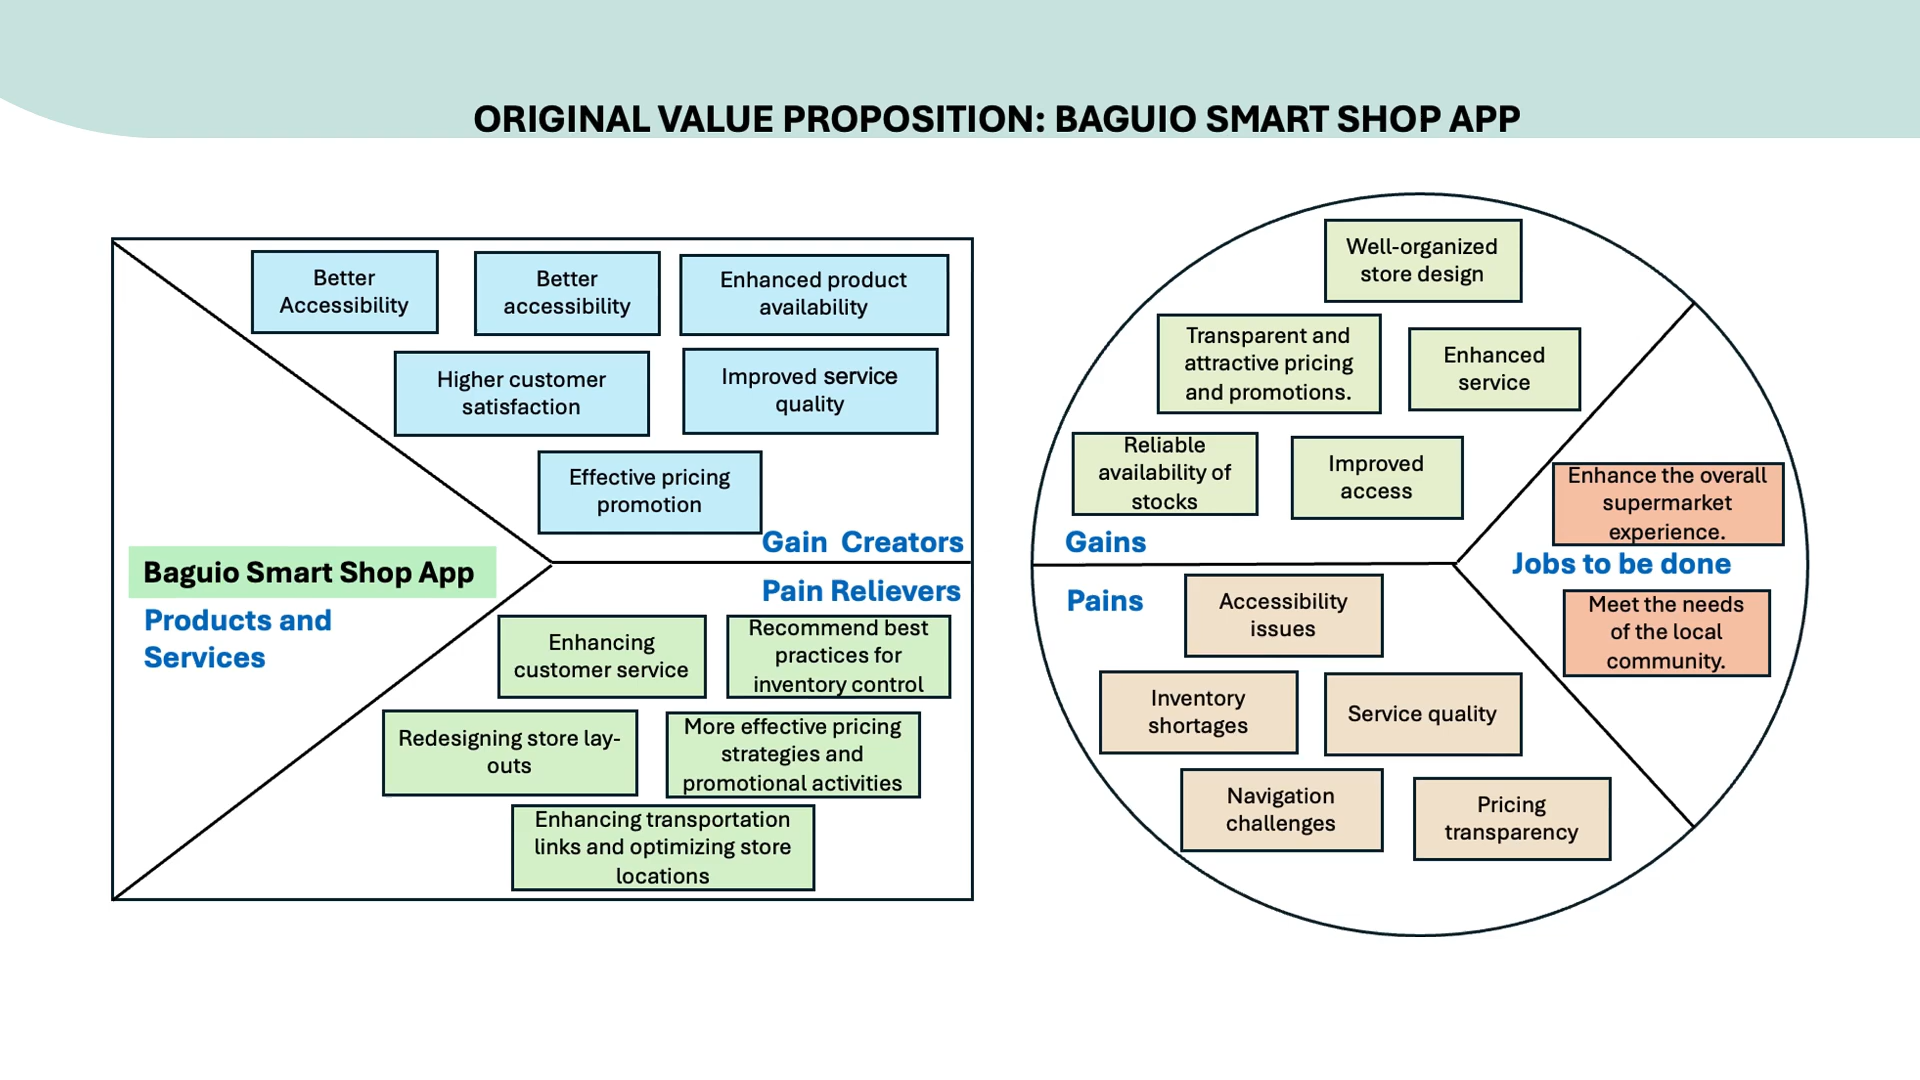 ORIGINAL VALUE PROPOSITION: BAGUIO SMART SHOP APP
Better
Accessibility
Better
accessibility
Enhanced product
availability
Higher customer
satisfaction
Improved service
quality
Effective pricing
promotion
Gain Creators
Baguio Smart Shop App
Products and
Services
Pain Relievers
Enhancing
customer service
Recommend best
practices for
inventory control
Redesigning store lay-
outs
More effective pricing
strategies and
promotional activities
Enhancing transportation
links and optimizing store
locations
Well-organized
store design
Transparent and
attractive pricing
and promotions.
Enhanced
service
Reliable
availability of
stocks
Improved
access
Gains
Enhance the overall
supermarket
experience.
Jobs to be done
Meet the needs
of the local
community.
Pains
Accessibility
issues
Inventory
shortages
Service quality
Navigation
challenges
Pricing
transparency